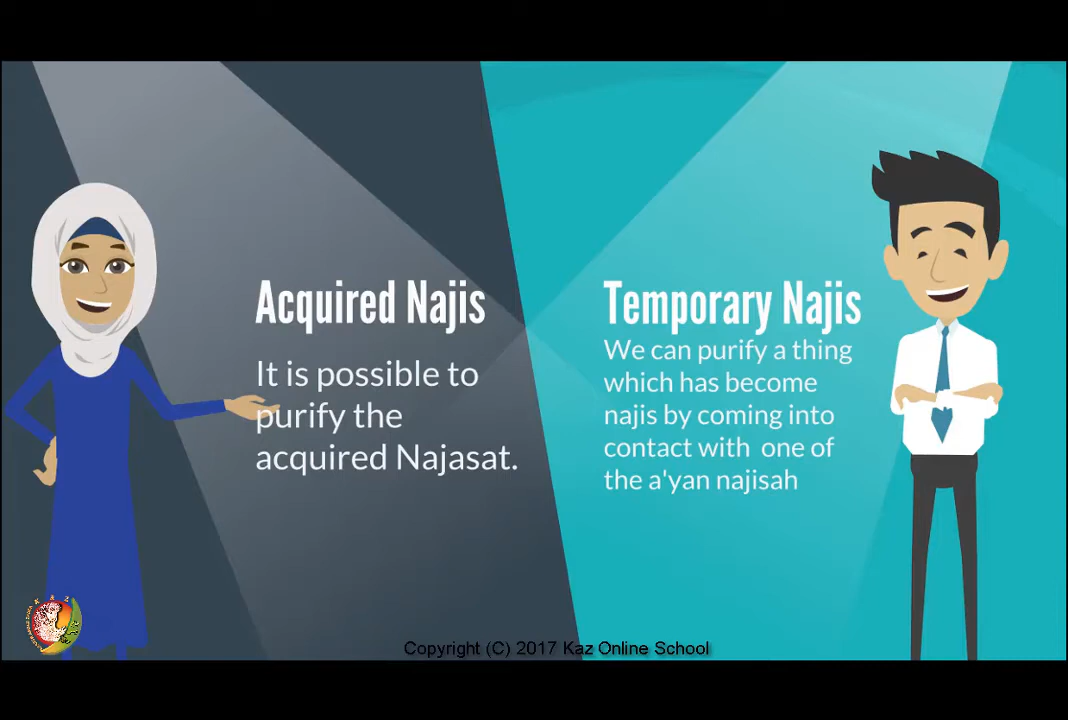 Acquired Najis
It is possible to
purify the
acquired Najasat.
Temporary Najis
We can purify a thing
which has become
najis by coming into
contact with one of
the a'yan najisah
Copyright (C) 2017 Kaz Online School